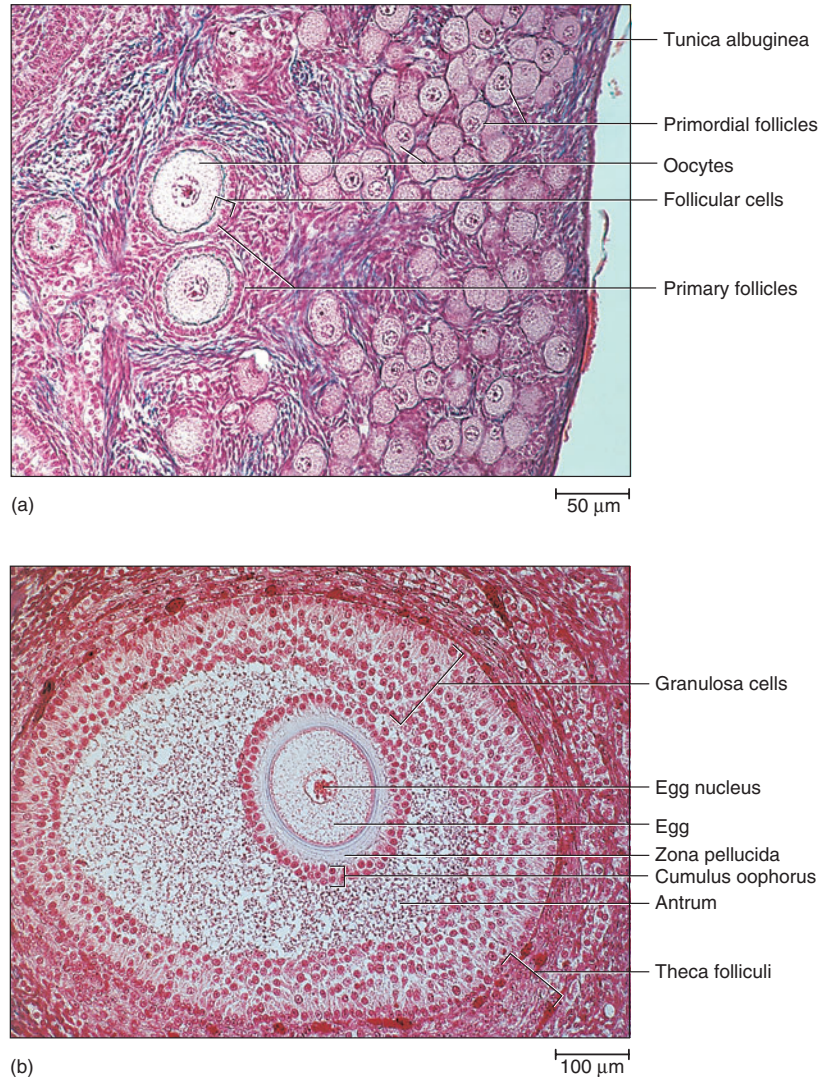 Tunica albuginea
Primordial follicles
Oocytes
Follicular cells
Primary follicles
(a)
50 μm
Granulosa cells
Egg nucleus
Egg
Zona pellucida
Cumulus oophorus
Antrum
Theca folliculi
(b)
100 μm